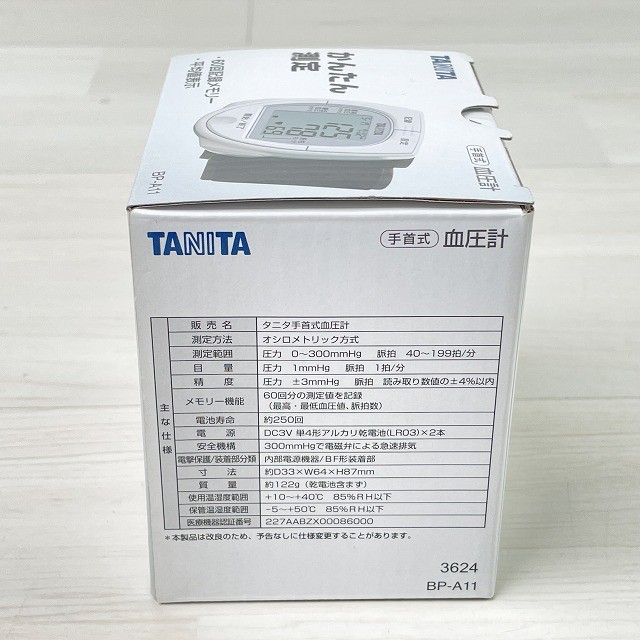 TANITA
かんたん
測定
・60回記録メモリー
・平均値表示
手首式 血圧計
BP-A11
TANITA
手首式 血圧計
主な仕様
販売名 タニタ手首式血圧計
測定方法 オシロメトリック方式
測定範囲 圧力 0~300mmHg 脈拍 40~199拍/分
目量 圧力 1mmHg 脈拍 1拍/分
精度 圧力 ±3mmHg 脈拍 読み取り数値の±4%以内
メモリー機能 60回分の測定値を記録
(最高・最低血圧値、脈拍数)
電池寿命 約250回
電源 DC3V 単4形アルカリ乾電池(LR03)×2本
安全機構 300mmHgで電磁弁による急速排気
電撃保護/装着部分類 内部電源機器/BF形装着部
寸法 約D33×W64×H87mm
質量 約122g(乾電池含まず)
使用温湿度範囲 +10~+40℃ 85%RH以下
保管温湿度範囲 -5~+50℃ 85%RH以下
医療機器認証番号 227AABZX00086000
*本製品は改良のため、予告なしに仕様変更することがあります。
3624
BP-A11